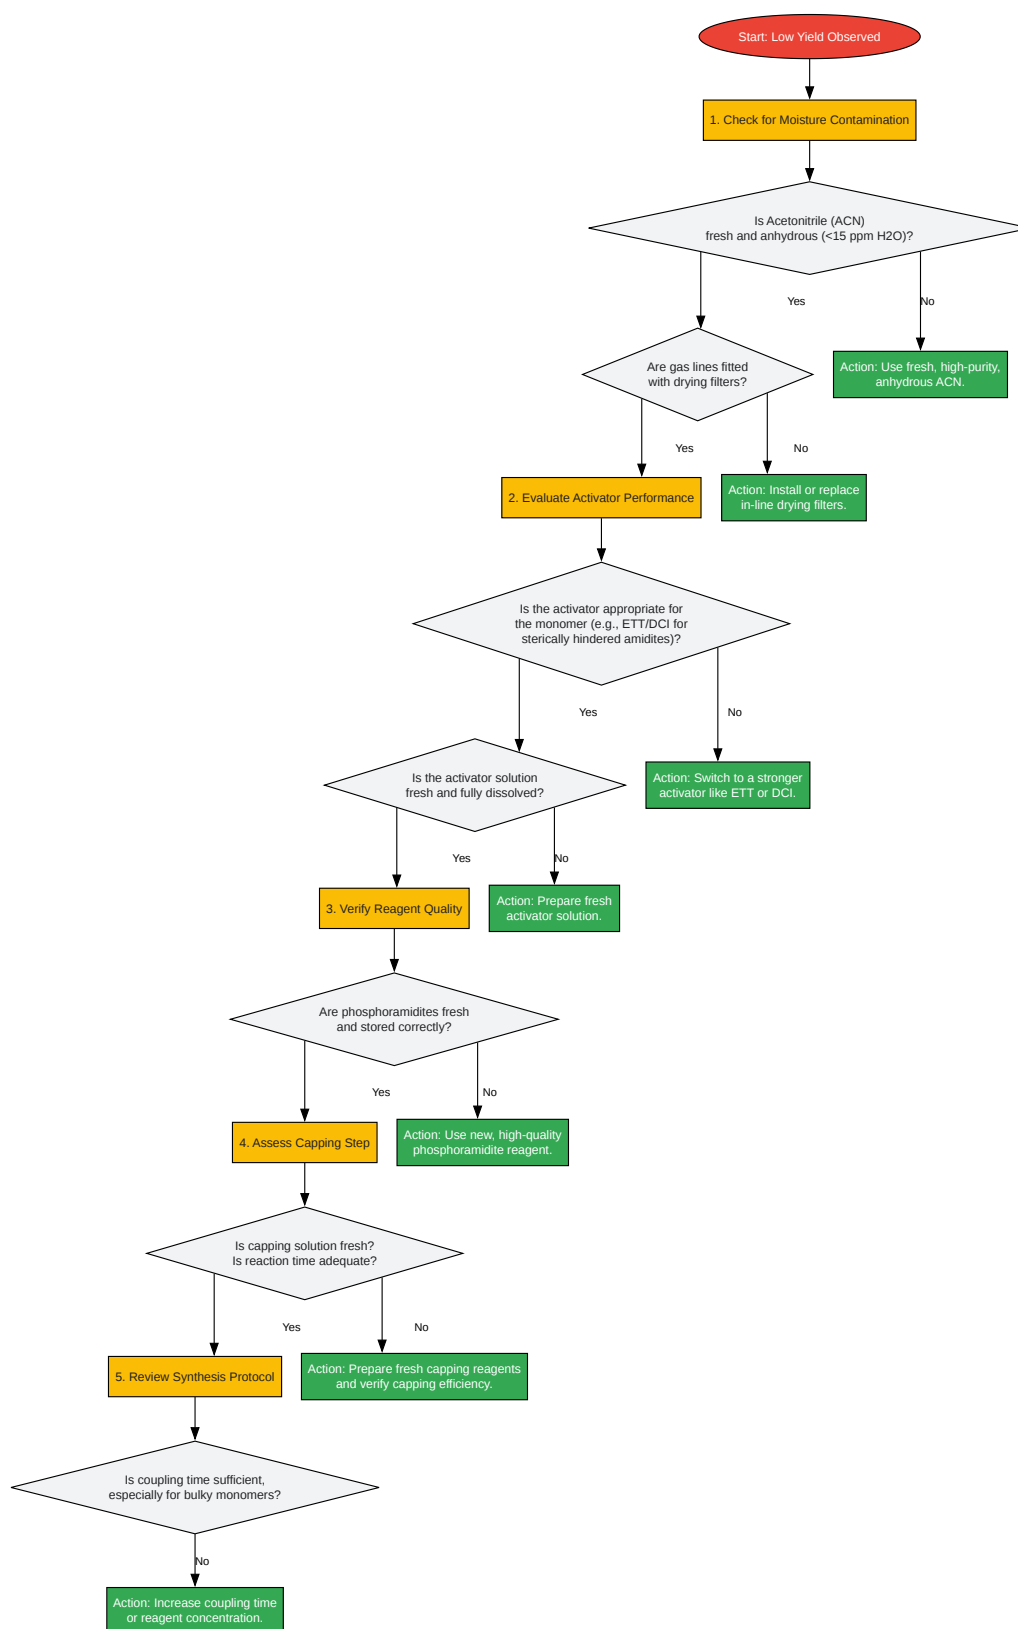 Start: Low Yield Observed
1. Check for Moisture Contamination
Is Acetonitrile (ACN)
fresh and anhydrous (<15 ppm H2O)?
Yes
No
Are gas lines fitted
with drying filters?
Action: Use fresh, high-purity,
anhydrous ACN.
Yes
No
2. Evaluate Activator Performance
Action: Install or replace
in-line drying filters.
Is the activator appropriate for
the monomer (e.g., ETT/DCI for
sterically hindered amidites)?
Yes
No
Is the activator solution
fresh and fully dissolved?
Action: Switch to a stronger
activator like ETT or DCI.
Yes
No
3. Verify Reagent Quality
Action: Prepare fresh
activator solution.
Are phosphoramidites fresh
and stored correctly?
Yes
No
4. Assess Capping Step
Action: Use new, high-quality
phosphoramidite reagent.
Is capping solution fresh?
Is reaction time adequate?
Yes
No
5. Review Synthesis Protocol
Action: Prepare fresh capping reagents
and verify capping efficiency.
Is coupling time sufficient,
especially for bulky monomers?
No
Action: Increase coupling time
or reagent concentration.